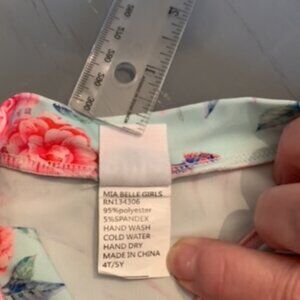 MIA BELLE GIRLS
RN134306
95%polyester
5%SPANDEX
HAND WASH
COLD WATER
HAND DRY
MADE IN CHINA
4T/5Y